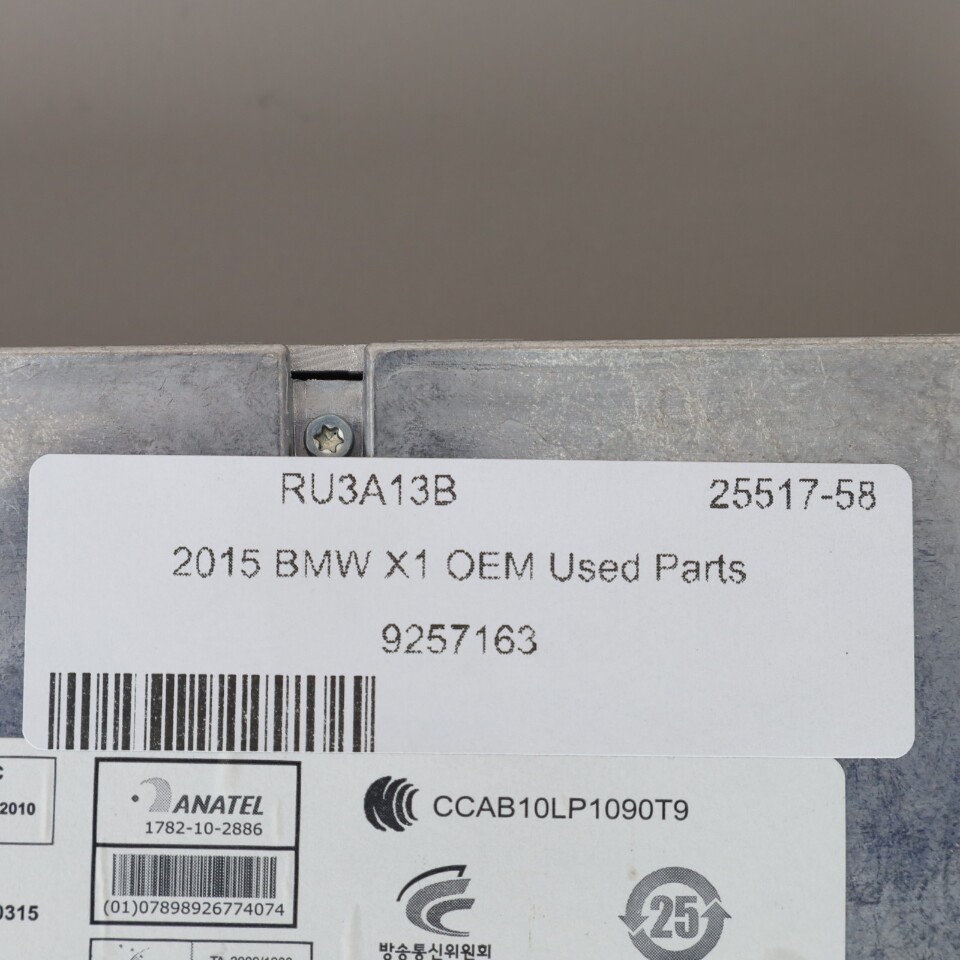 RU3A13B 25517-58
2015 BMW X1 OEM Used Parts
9257163
C
2010
0315
ANATEL
1782-10-2886
(01)07898926774074
CCAB10LP1090T9
방송통신위원회
25